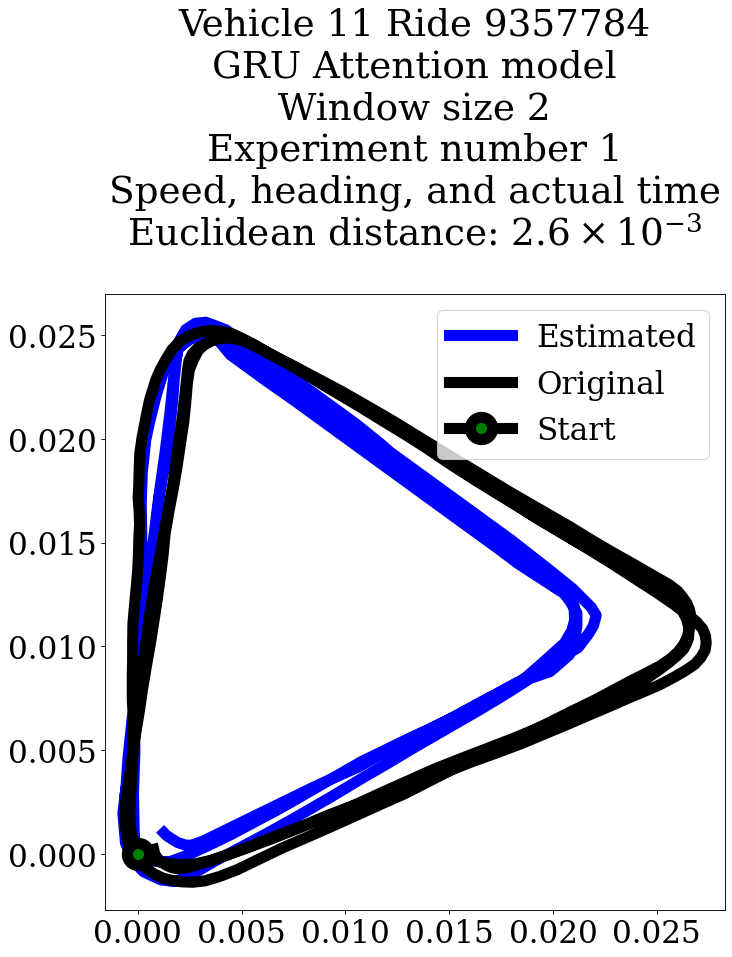 Vehicle 11 Ride 9357784
GRU Attention model
Window size 2
Experiment number 1
Speed, heading, and actual time
Euclidean distance: 2.6 × 10⁻³
Estimated
Original
Start
0.025
0.020
0.015
0.010
0.005
0.000
0.000 0.005 0.010 0.015 0.020 0.025